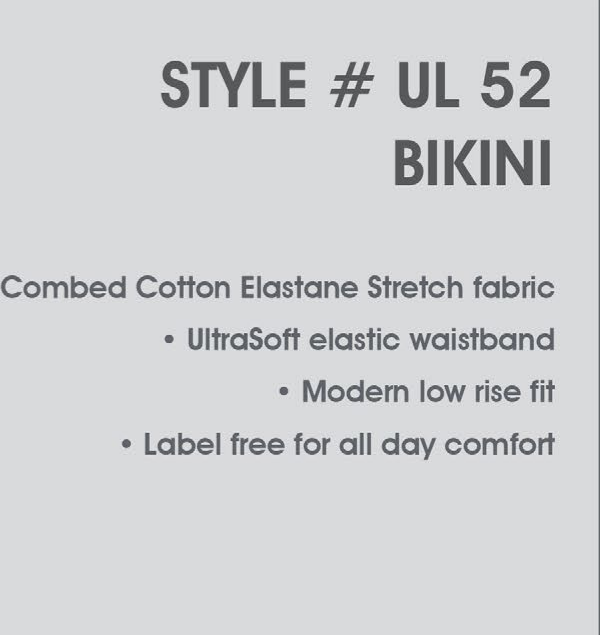 STYLE # UL 52
BIKINI
Combed Cotton Elastane Stretch fabric
• UltraSoft elastic waistband
• Modern low rise fit
• Label free for all day comfort